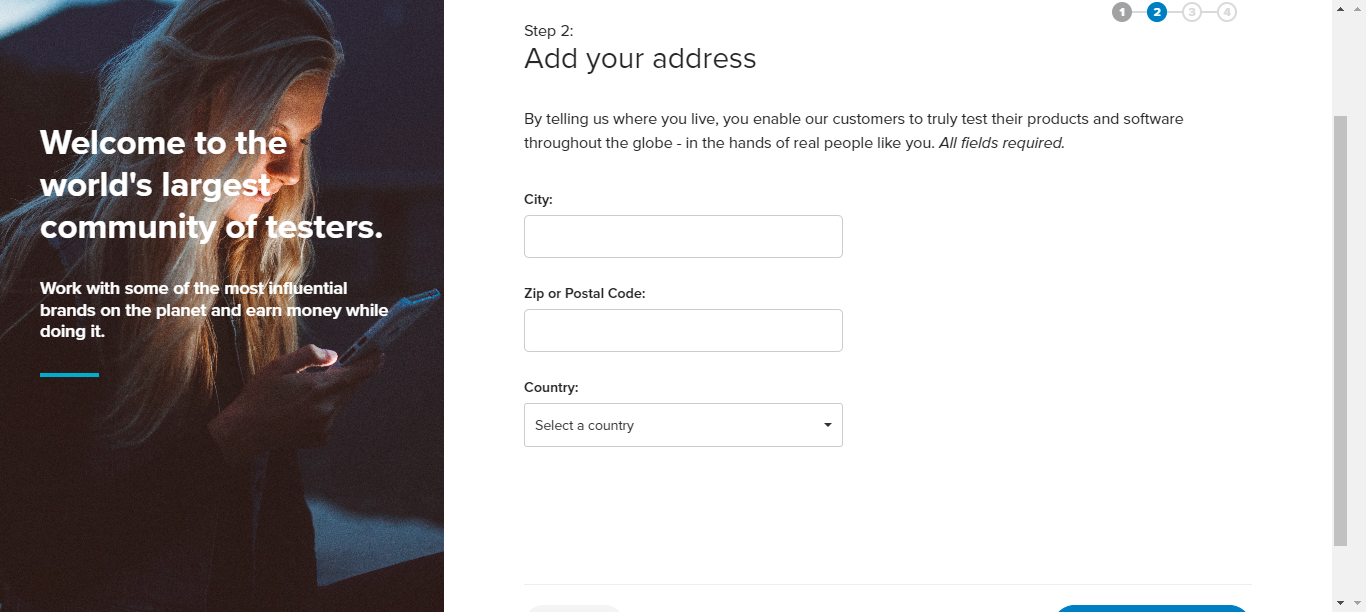 Welcome to the
world's largest
community of testers.
Work with some of the most influential
brands on the planet and earn money while
doing it.
1 2 3 4
Step 2:
Add your address
By telling us where you live, you enable our customers to truly test their products and software
throughout the globe - in the hands of real people like you. All fields required.
City:
Zip or Postal Code:
Country:
Select a country